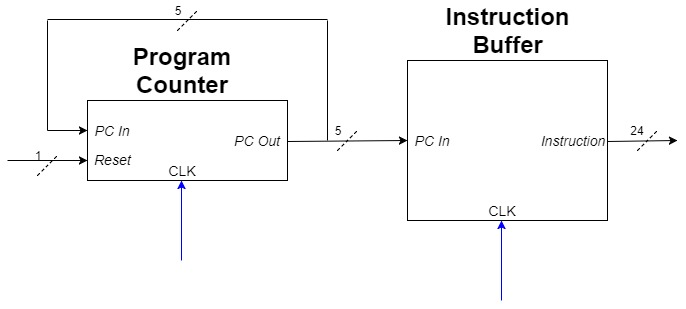 5
Instruction
Buffer
Program
Counter
PC In
PC Out
5
PC In
Instruction
24
1
Reset
CLK
CLK